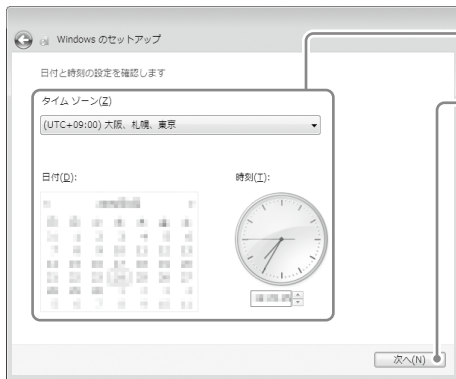 Windows のセットアップ
日付と時刻の設定を確認します
タイム ゾーン(Z)
(UTC+09:00) 大阪、札幌、東京
日付(D):
時刻(T):
次へ(N)